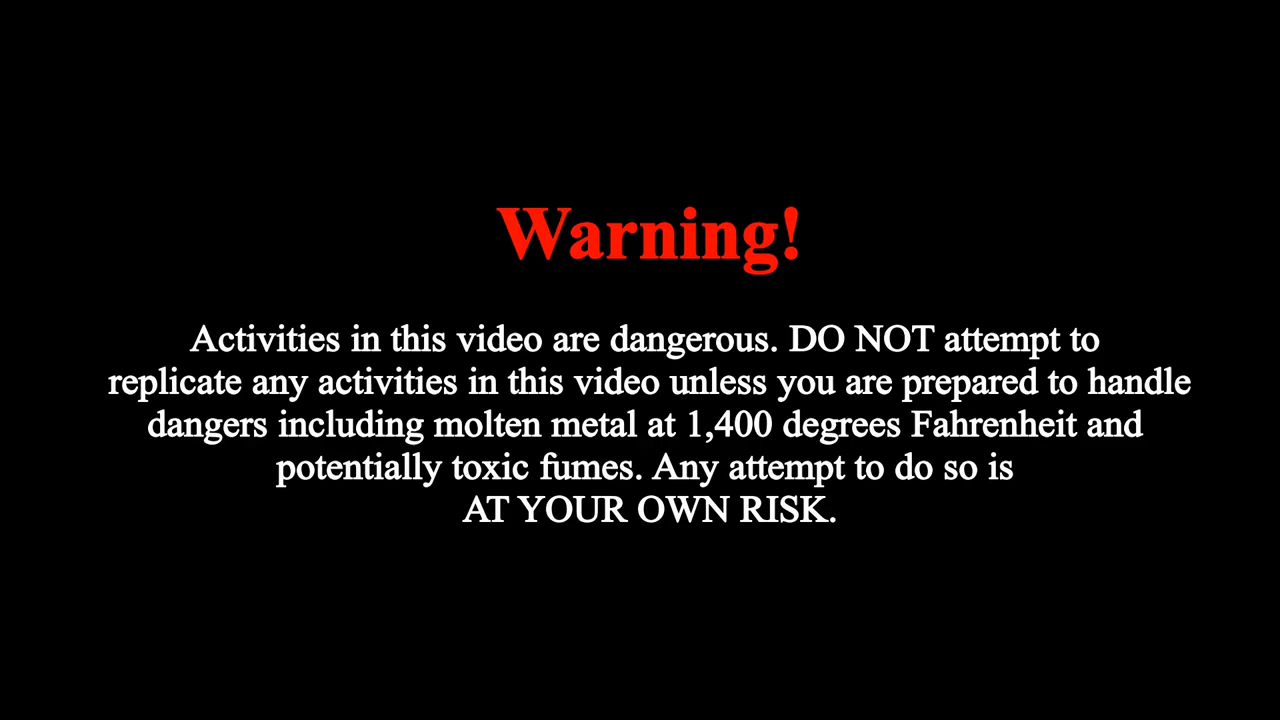 Warning!
Activities in this video are dangerous. DO NOT attempt to
replicate any activities in this video unless you are prepared to handle
dangers including molten metal at 1,400 degrees Fahrenheit and
potentially toxic fumes. Any attempt to do so is
AT YOUR OWN RISK.